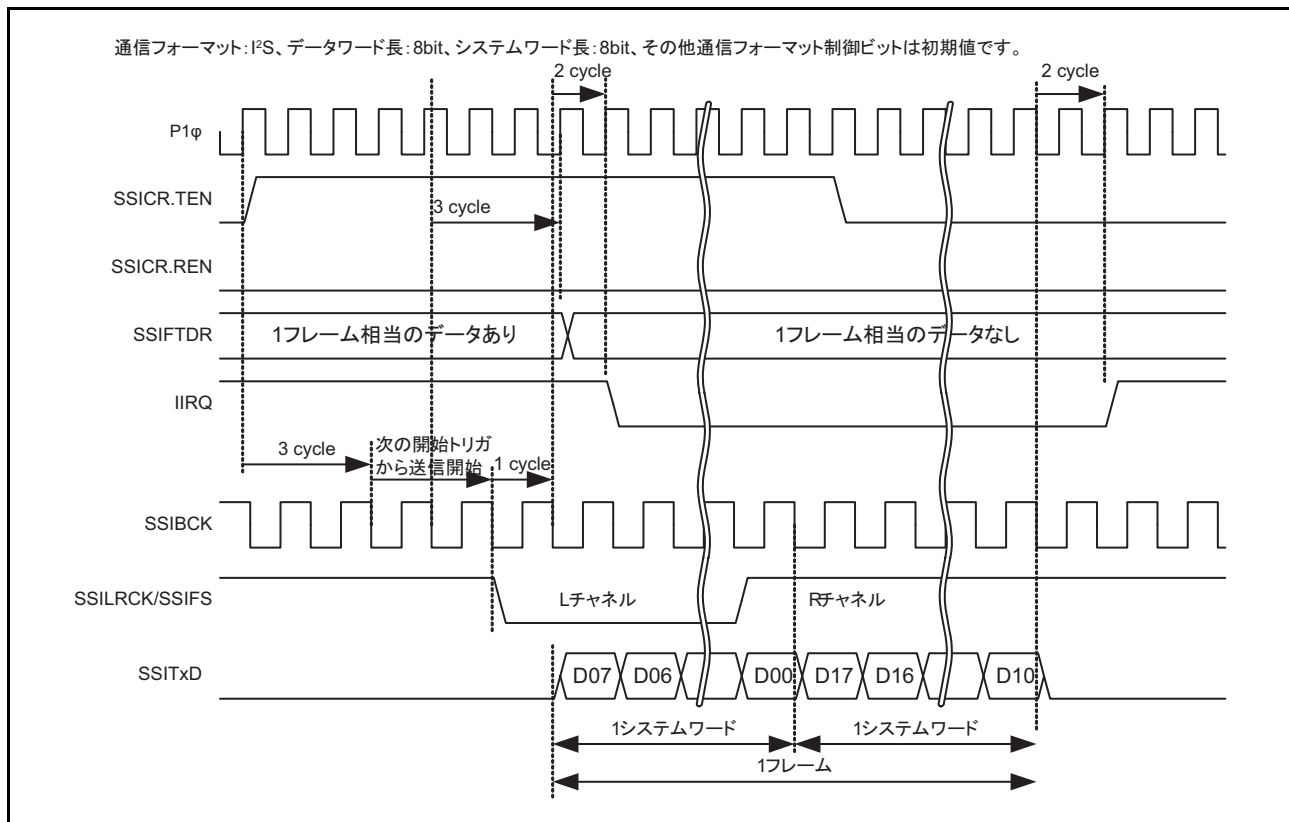 通信フォーマット：I²S、データワード長：8bit、システムワード長：8bit、その他通信フォーマット制御ビットは初期値です。
2 cycle
2 cycle
P1φ
SSICR.TEN
3 cycle
SSICR.REN
SSIFTDR
1フレーム相当のデータあり
1フレーム相当のデータなし
IIRQ
3 cycle
次の開始トリガ
から送信開始
1 cycle
SSIBCK
SSILRCK/SSIFS
Lチャネル
Rチャネル
SSITxD
D07
D06
D00
D17
D16
D10
1システムワード
1システムワード
1フレーム